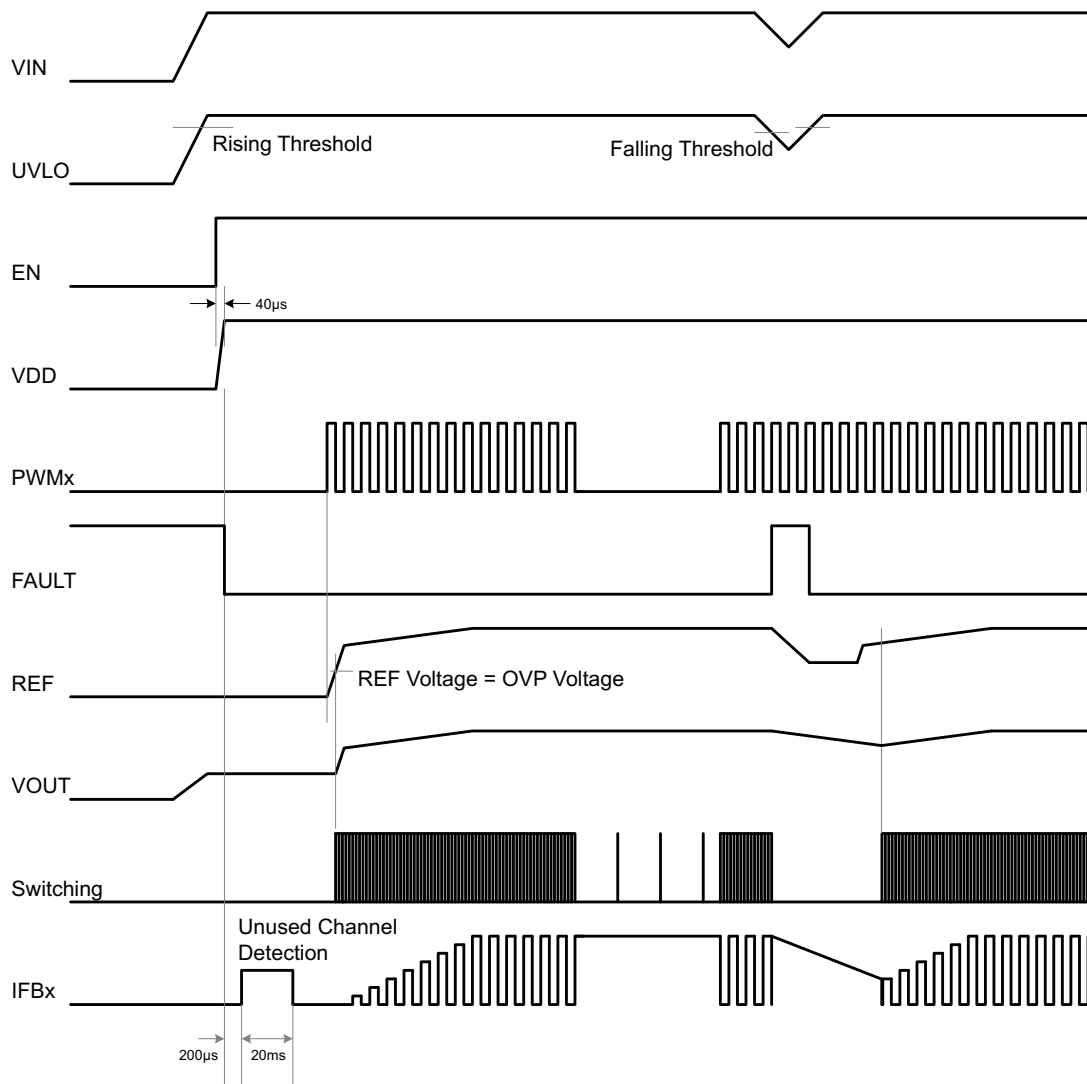 VIN
Rising Threshold
Falling Threshold
UVLO
EN
40µs
VDD
PWMx
FAULT
REF
REF Voltage = OVP Voltage
VOUT
Switching
Unused Channel
Detection
IFBx
200µs
20ms